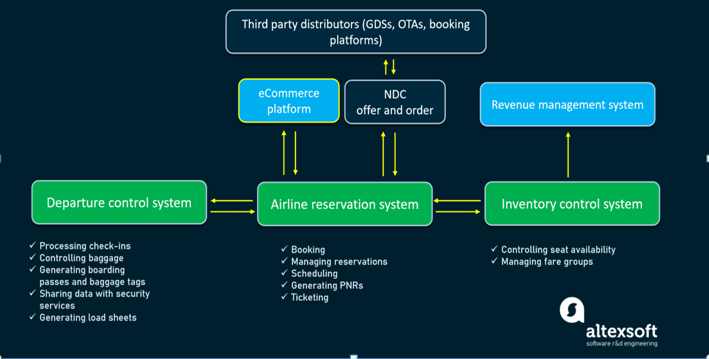 Third party distributors (GDSs, OTAs, booking
platforms)
eCommerce
platform
NDC
offer and order
Revenue management system
Departure control system
Airline reservation system
Inventory control system
✓ Processing check-ins
✓ Controlling baggage
✓ Generating boarding
passes and baggage tags
✓ Sharing data with security
services
✓ Generating load sheets
✓ Booking
✓ Managing reservations
✓ Scheduling
✓ Generating PNRs
✓ Ticketing
✓ Controlling seat availability
✓ Managing fare groups
altexsoft
software r&d engineering